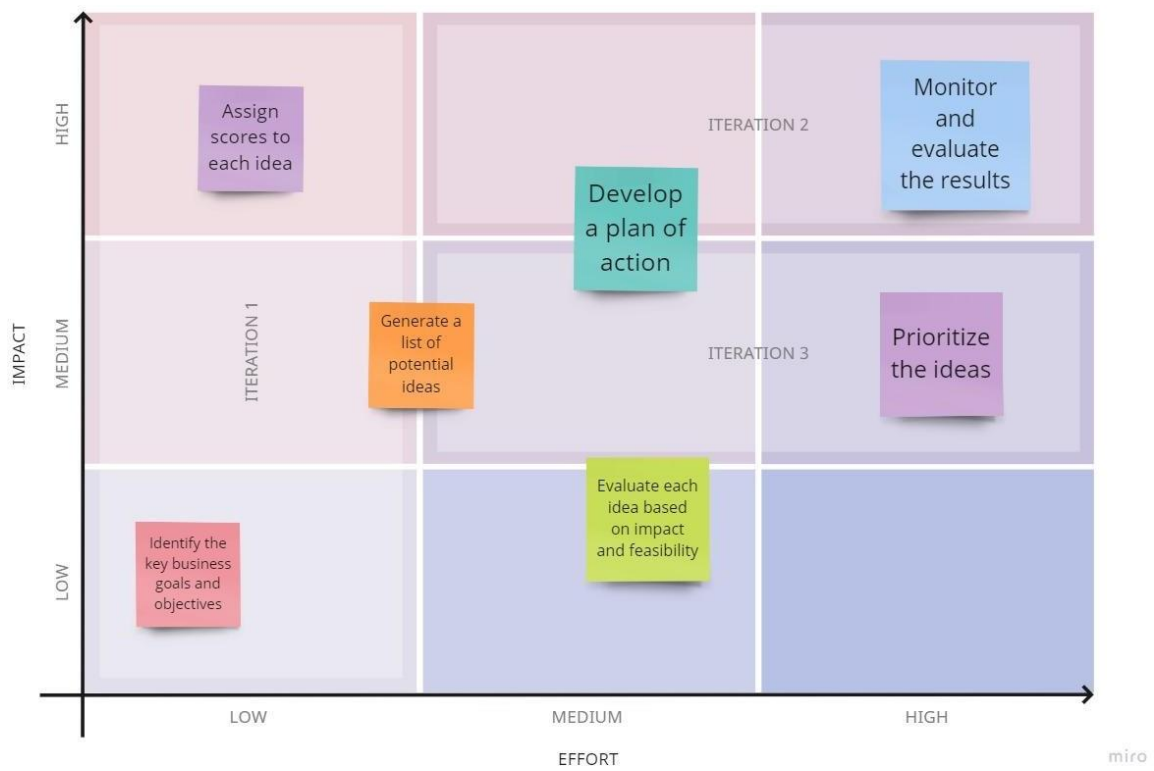 HIGH
Assign
scores to
each idea
ITERATION 2
Monitor
and
evaluate
the results
Develop
a plan of
action
IMPACT
MEDIUM
ITERATION 1
Generate a
list of
potential
ideas
ITERATION 3
Prioritize
the ideas
LOW
Identify the
key business
goals and
objectives
Evaluate each
idea based
on impact
and feasibility
LOW
MEDIUM
HIGH
EFFORT
miro